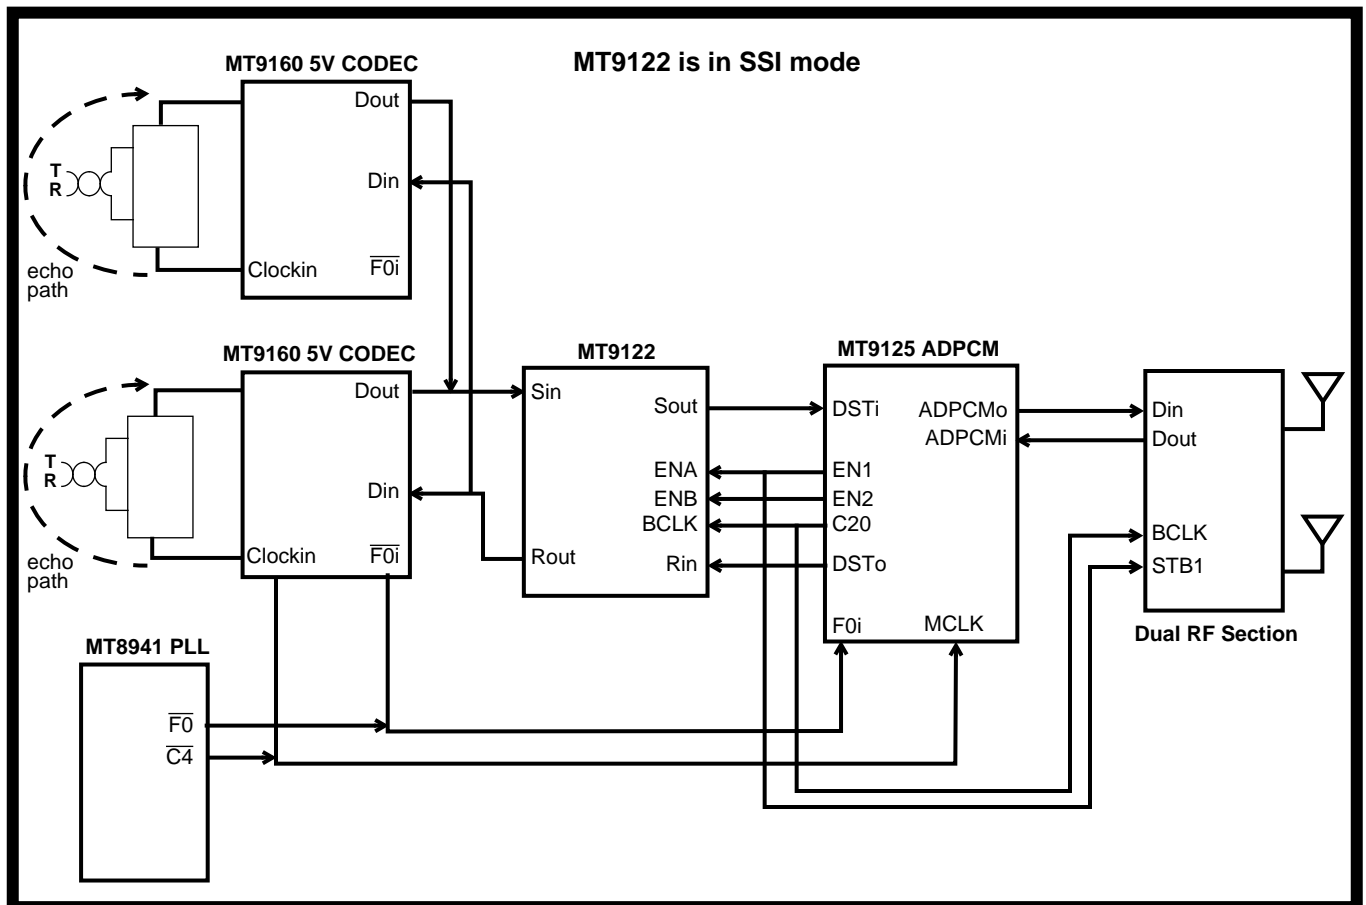 MT9122 is in SSI mode
MT9160 5V CODEC
Dout
Din
Clockin
F0i
T
R
echo
path
MT9160 5V CODEC
Dout
Din
Clockin
F0i
T
R
echo
path
MT9122
Sin
Sout
ENA
ENB
BCLK
Rout
Rin
MT9125 ADPCM
DSTi
ADPCMo
ADPCMi
EN1
EN2
C20
DSTo
F0i
MCLK
Din
Dout
BCLK
STB1
Dual RF Section
MT8941 PLL
F0
C4